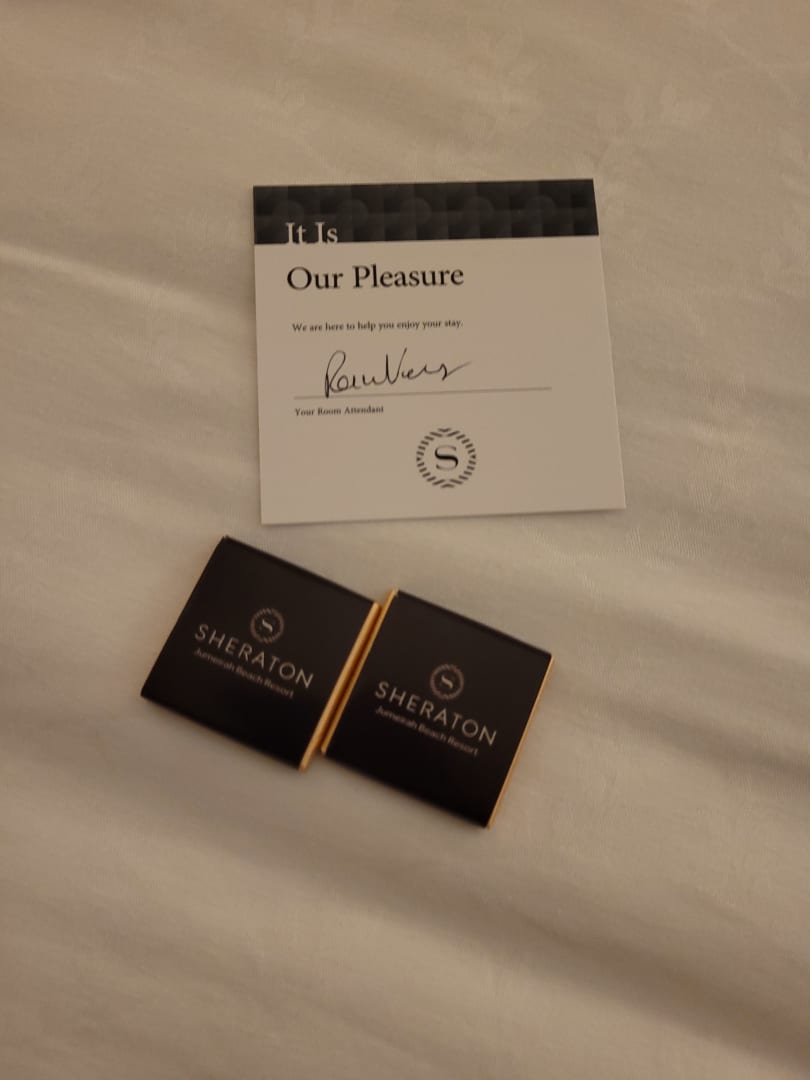 It Is
Our Pleasure
We are here to help you enjoy your stay.
Your Room Attendant
S
S
SHERATON
Jumeirah Beach Resort
S
SHERATON
Jumeirah Beach Resort